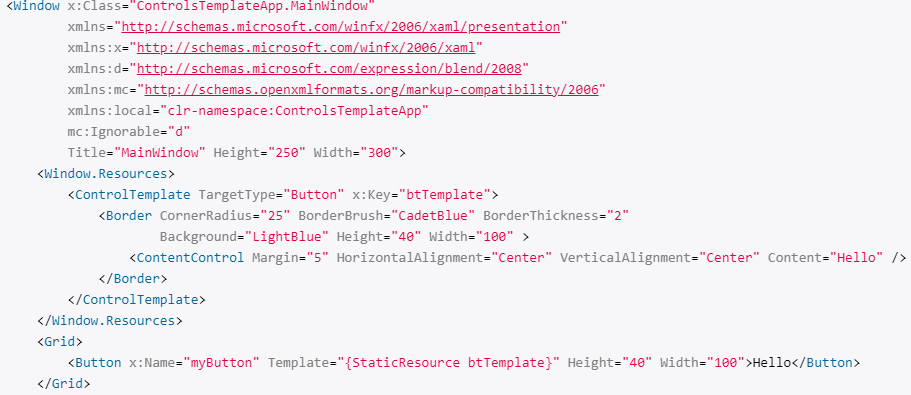 <Window x:Class="ControlsTemplateApp.MainWindow"
xmlns="http://schemas.microsoft.com/winfx/2006/xaml/presentation"
xmlns:x="http://schemas.microsoft.com/winfx/2006/xaml"
xmlns:d="http://schemas.microsoft.com/expression/blend/2008"
xmlns:mc="http://schemas.openxmlformats.org/markup-compatibility/2006"
xmlns:local="clr-namespace:ControlsTemplateApp"
mc:Ignorable="d"
Title="MainWindow" Height="250" Width="300">
<Window.Resources>
<ControlTemplate TargetType="Button" x:Key="btTemplate">
<Border CornerRadius="25" BorderBrush="CadetBlue" BorderThickness="2"
Background="LightBlue" Height="40" Width="100" >
<ContentControl Margin="5" HorizontalAlignment="Center" VerticalAlignment="Center" Content="Hello" />
</Border>
</ControlTemplate>
</Window.Resources>
<Grid>
<Button x:Name="myButton" Template="{StaticResource btTemplate}" Height="40" Width="100">Hello</Button>
</Grid>